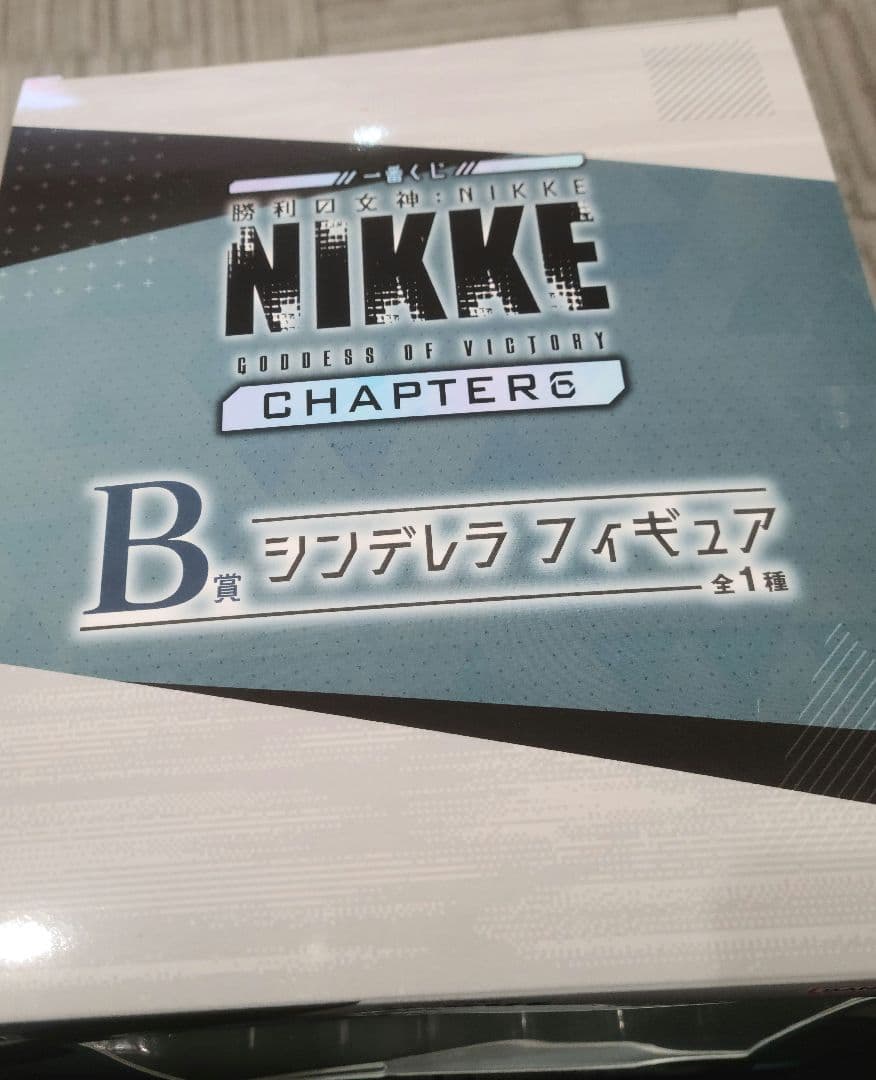 一番くじ
勝利の女神:NIKKE
NIKKE
GODDESS OF VICTORY
CHAPTER6
B賞 シンデレラ フィギュア
全1種